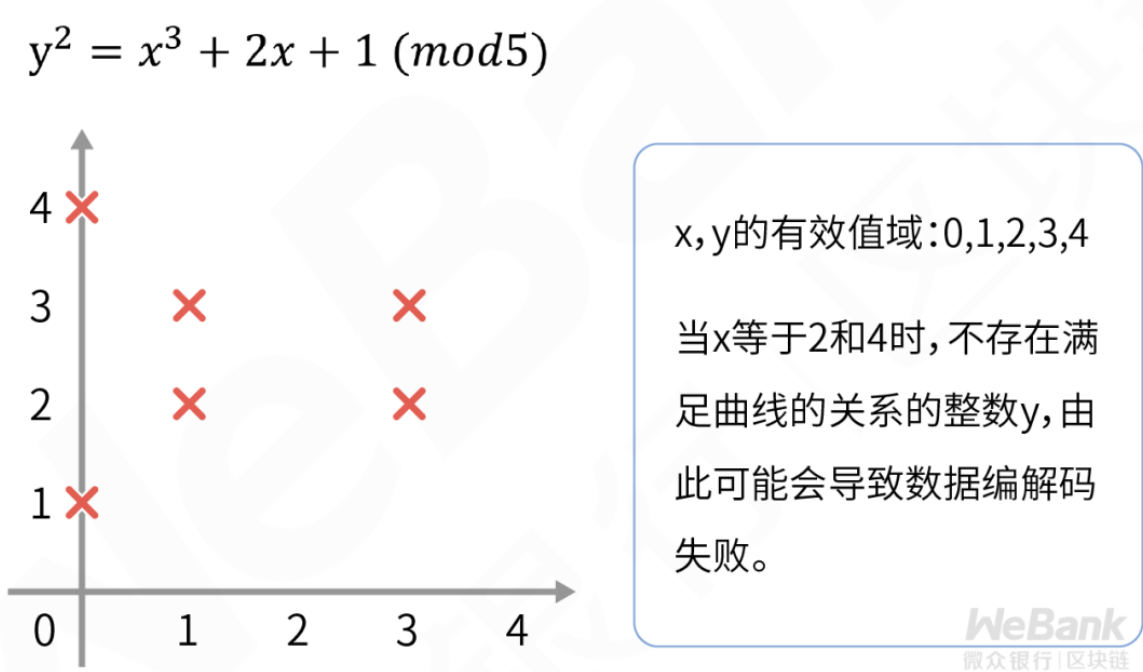 y² = x³ + 2x + 1 (mod5)
4
3
2
1
0 1 2 3 4
x，y的有效值域：0,1,2,3,4
当x等于2和4时，不存在满
足曲线的关系的整数y，由
此可能会导致数据编解码
失败。
WeBank
微众银行｜区块链